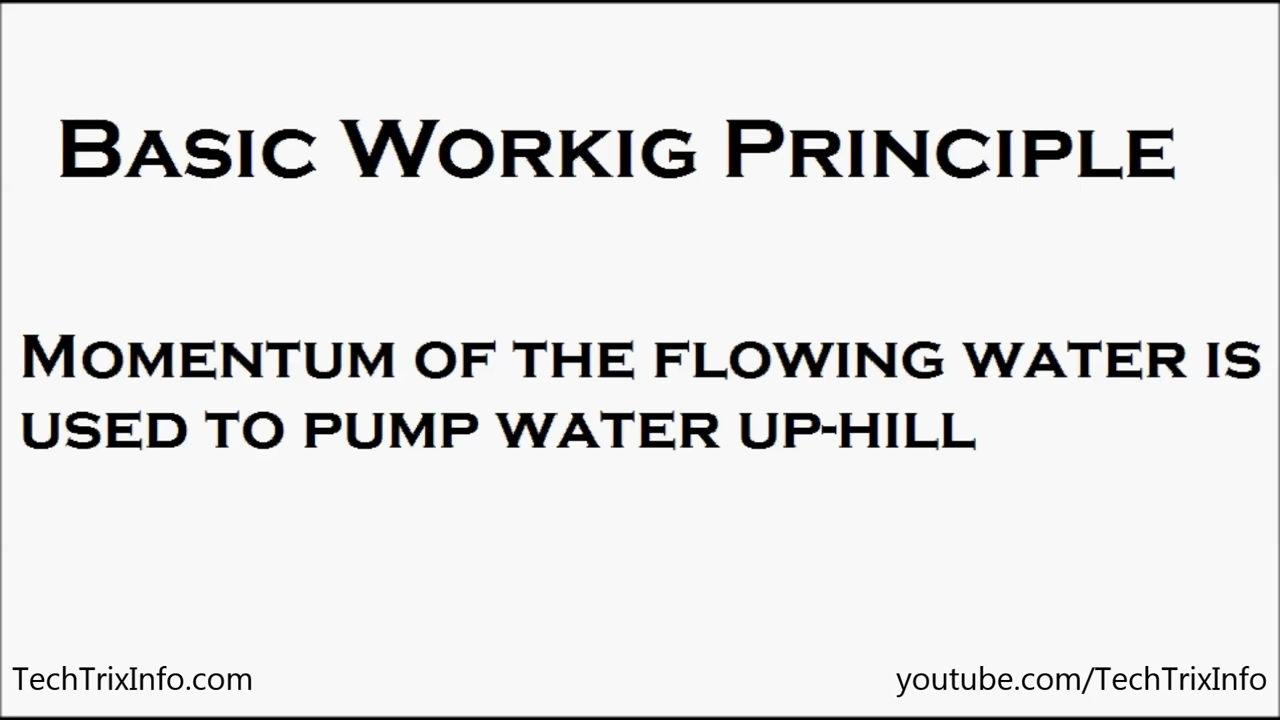 Basic Workig Principle
Momentum of the flowing water is
used to pump water up-hill
TechTrixInfo.com
youtube.com/TechTrixInfo